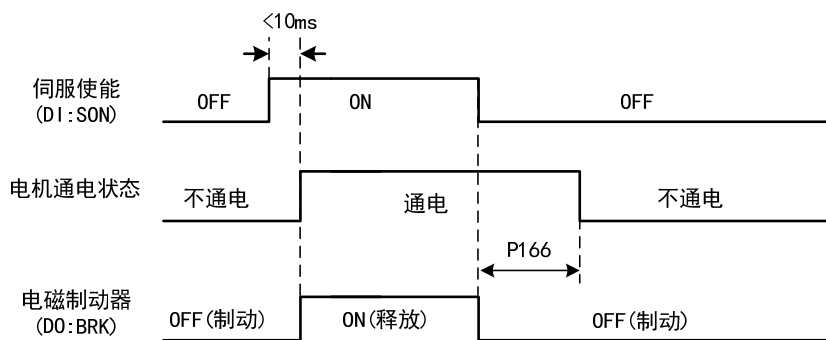 <10ms
伺服使能
(DI:SON)
OFF
ON
OFF
电机通电状态
不通电
通电
不通电
P166
电磁制动器
(DO:BRK)
OFF(制动)
ON(释放)
OFF(制动)